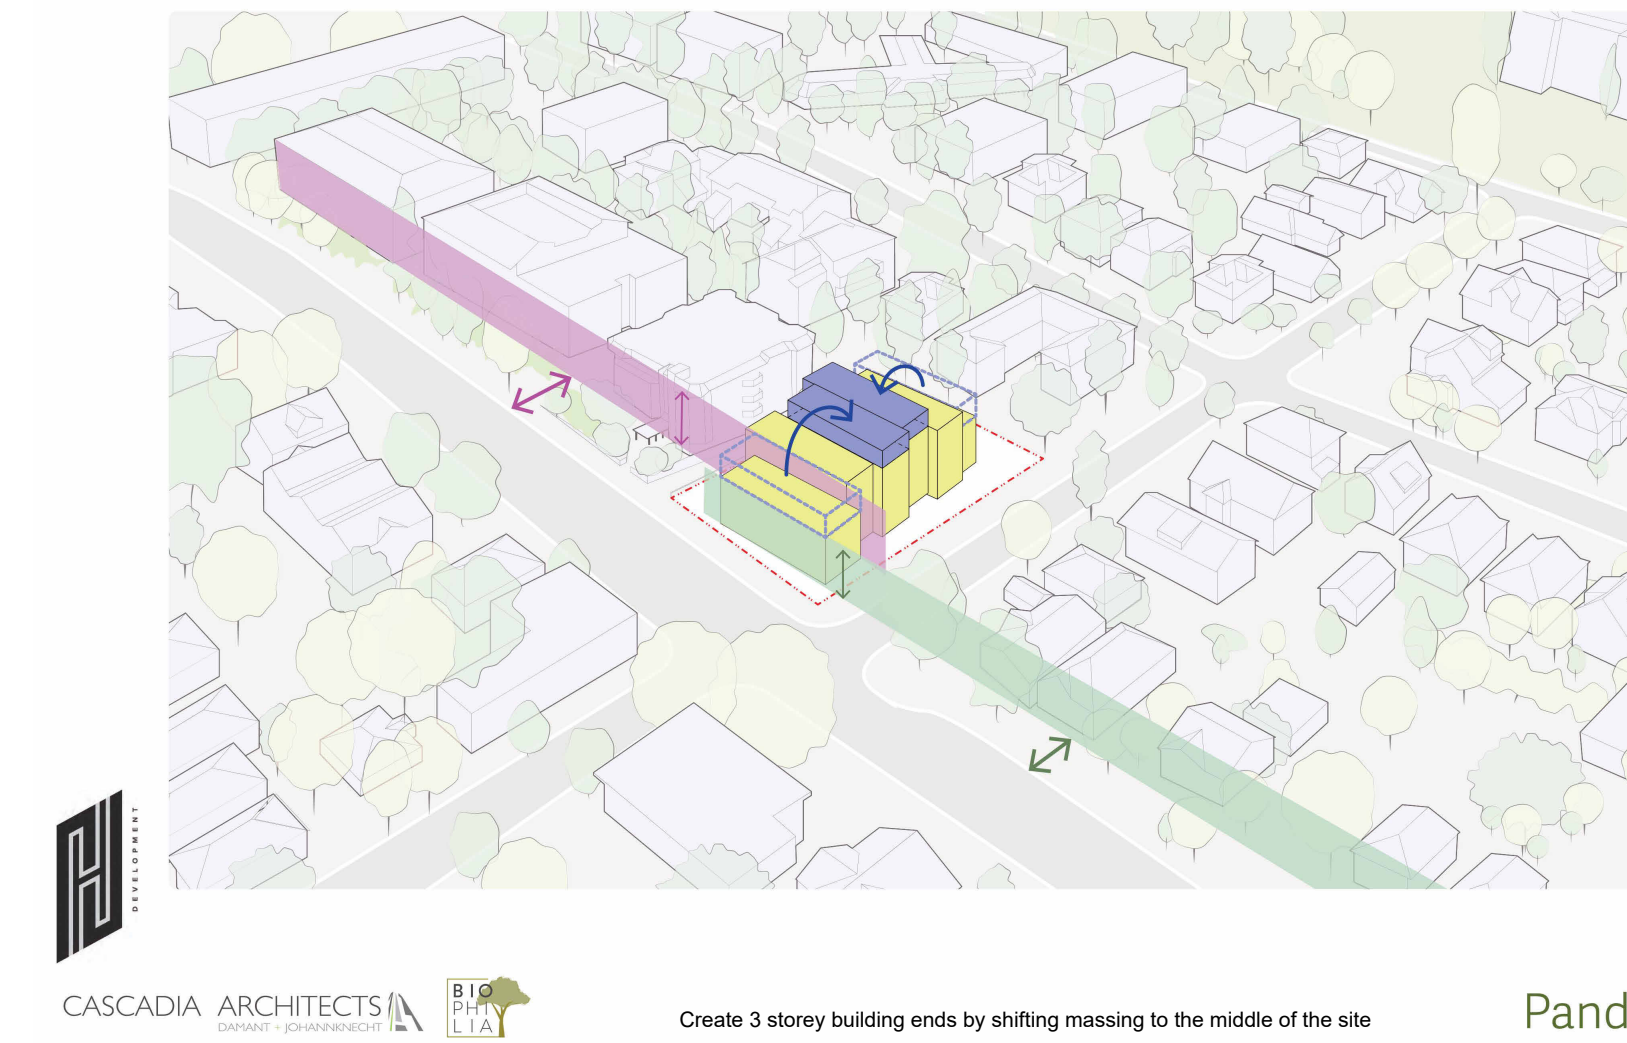 DEVELOPMENT
CASCADIA ARCHITECTS
DAMANT + JOHANNKNECHT
BIO
PHI
LIA
Create 3 storey building ends by shifting massing to the middle of the site
Pand